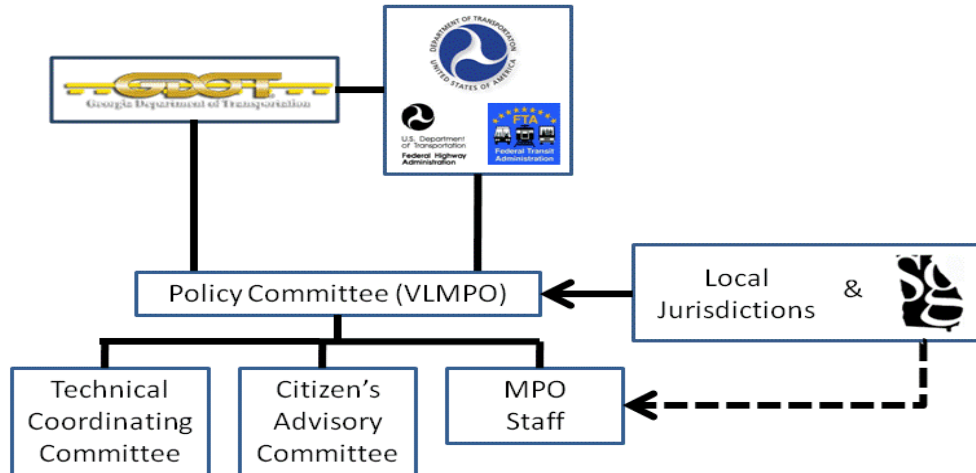 GDOT
Georgia Department of Transportation
DEPARTMENT OF TRANSPORTATION
UNITED STATES OF AMERICA
U.S. Department
of Transportation
Federal Highway
Administration
FTA
Federal Transit
Administration
Policy Committee (VLMPO)
Local
Jurisdictions
&
sg
Technical
Coordinating
Committee
Citizen’s
Advisory
Committee
MPO
Staff